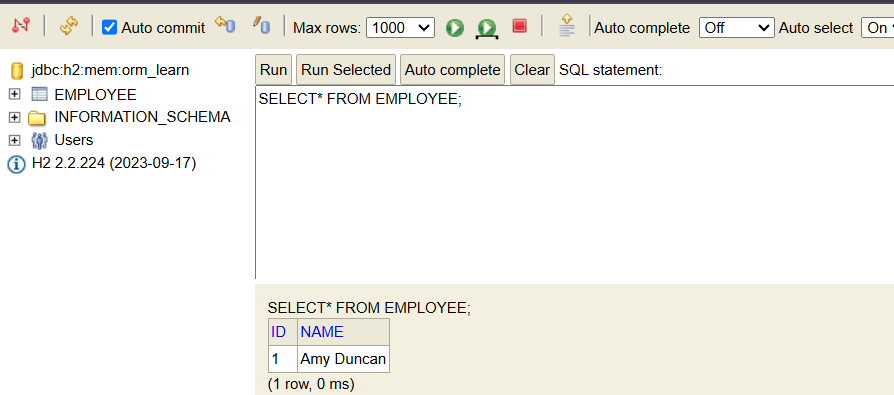 Auto commit Max rows: 1000 Auto complete Off Auto select On
jdbc:h2:mem:orm_learn
EMPLOYEE
INFORMATION_SCHEMA
Users
H2 2.2.224 (2023-09-17)
Run Run Selected Auto complete Clear SQL statement:
SELECT* FROM EMPLOYEE;
SELECT* FROM EMPLOYEE;
ID NAME
1 Amy Duncan
(1 row, 0 ms)